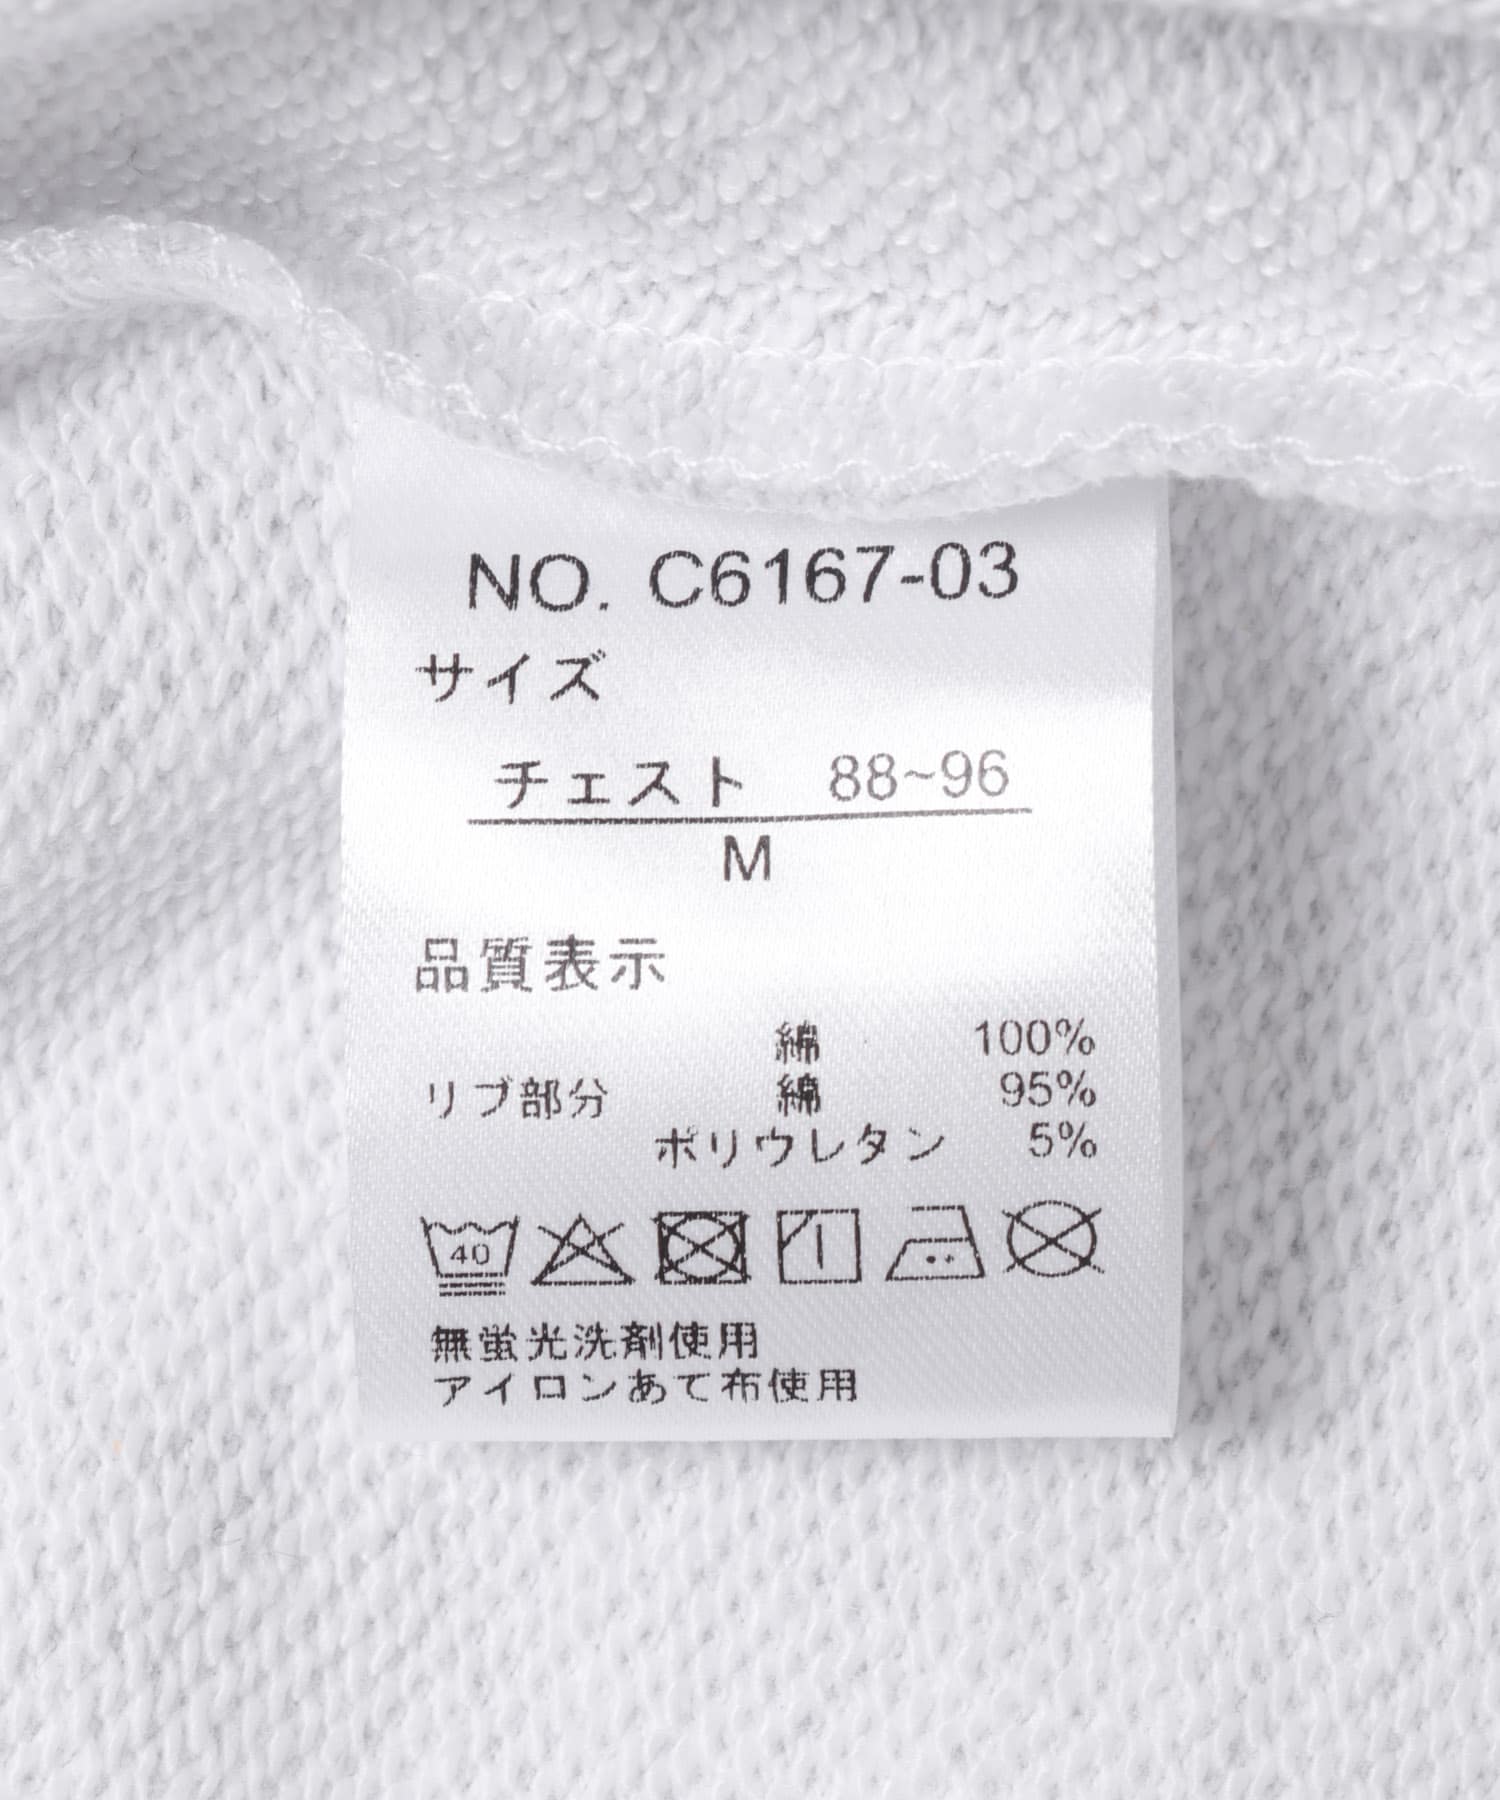 NO. C6167-03
サイズ
チェスト 88~96
M
品質表示
綿 100%
リブ部分 綿 95%
ポリウレタン 5%
40
無蛍光洗剤使用
アイロンあて布使用